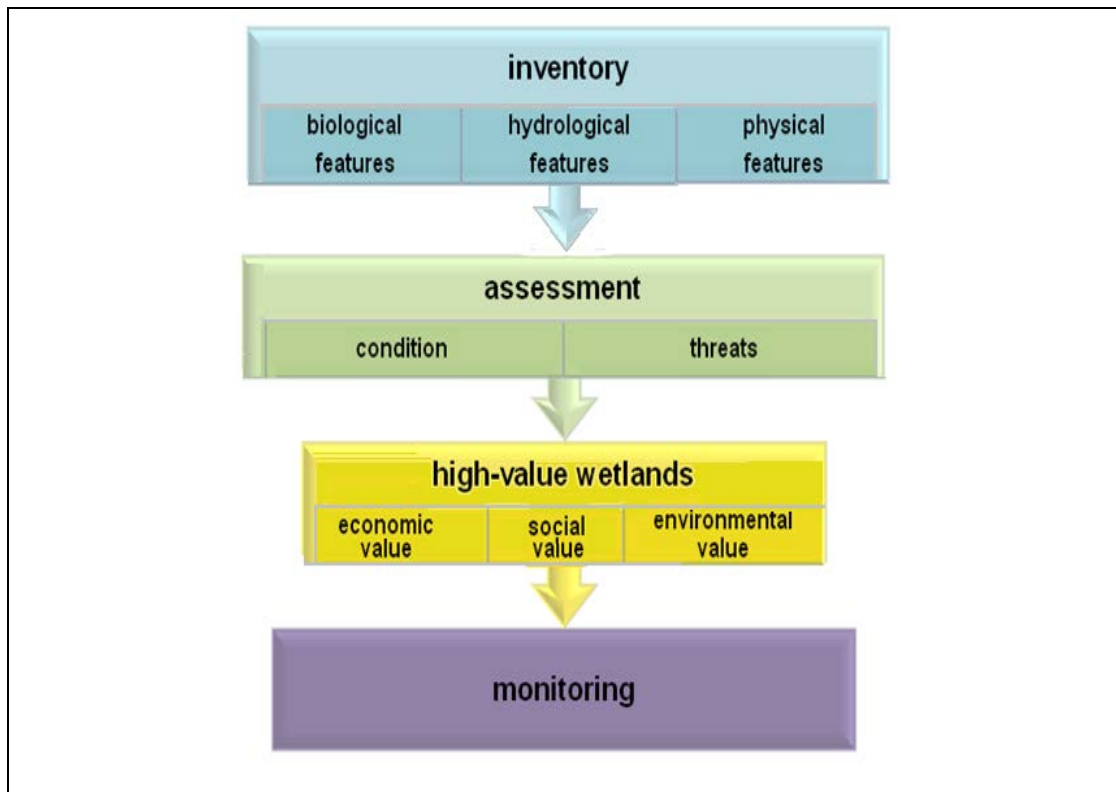 inventory
biological features
hydrological features
physical features
assessment
condition
threats
high-value wetlands
economic value
social value
environmental value
monitoring